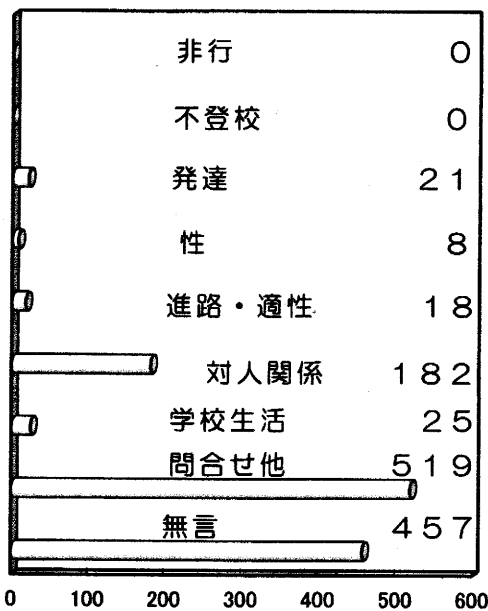 非行 0
不登校 0
発達 21
性 8
進路・適性 18
対人関係 182
学校生活 25
問合せ他 519
無言 457
0 100 200 300 400 500 600